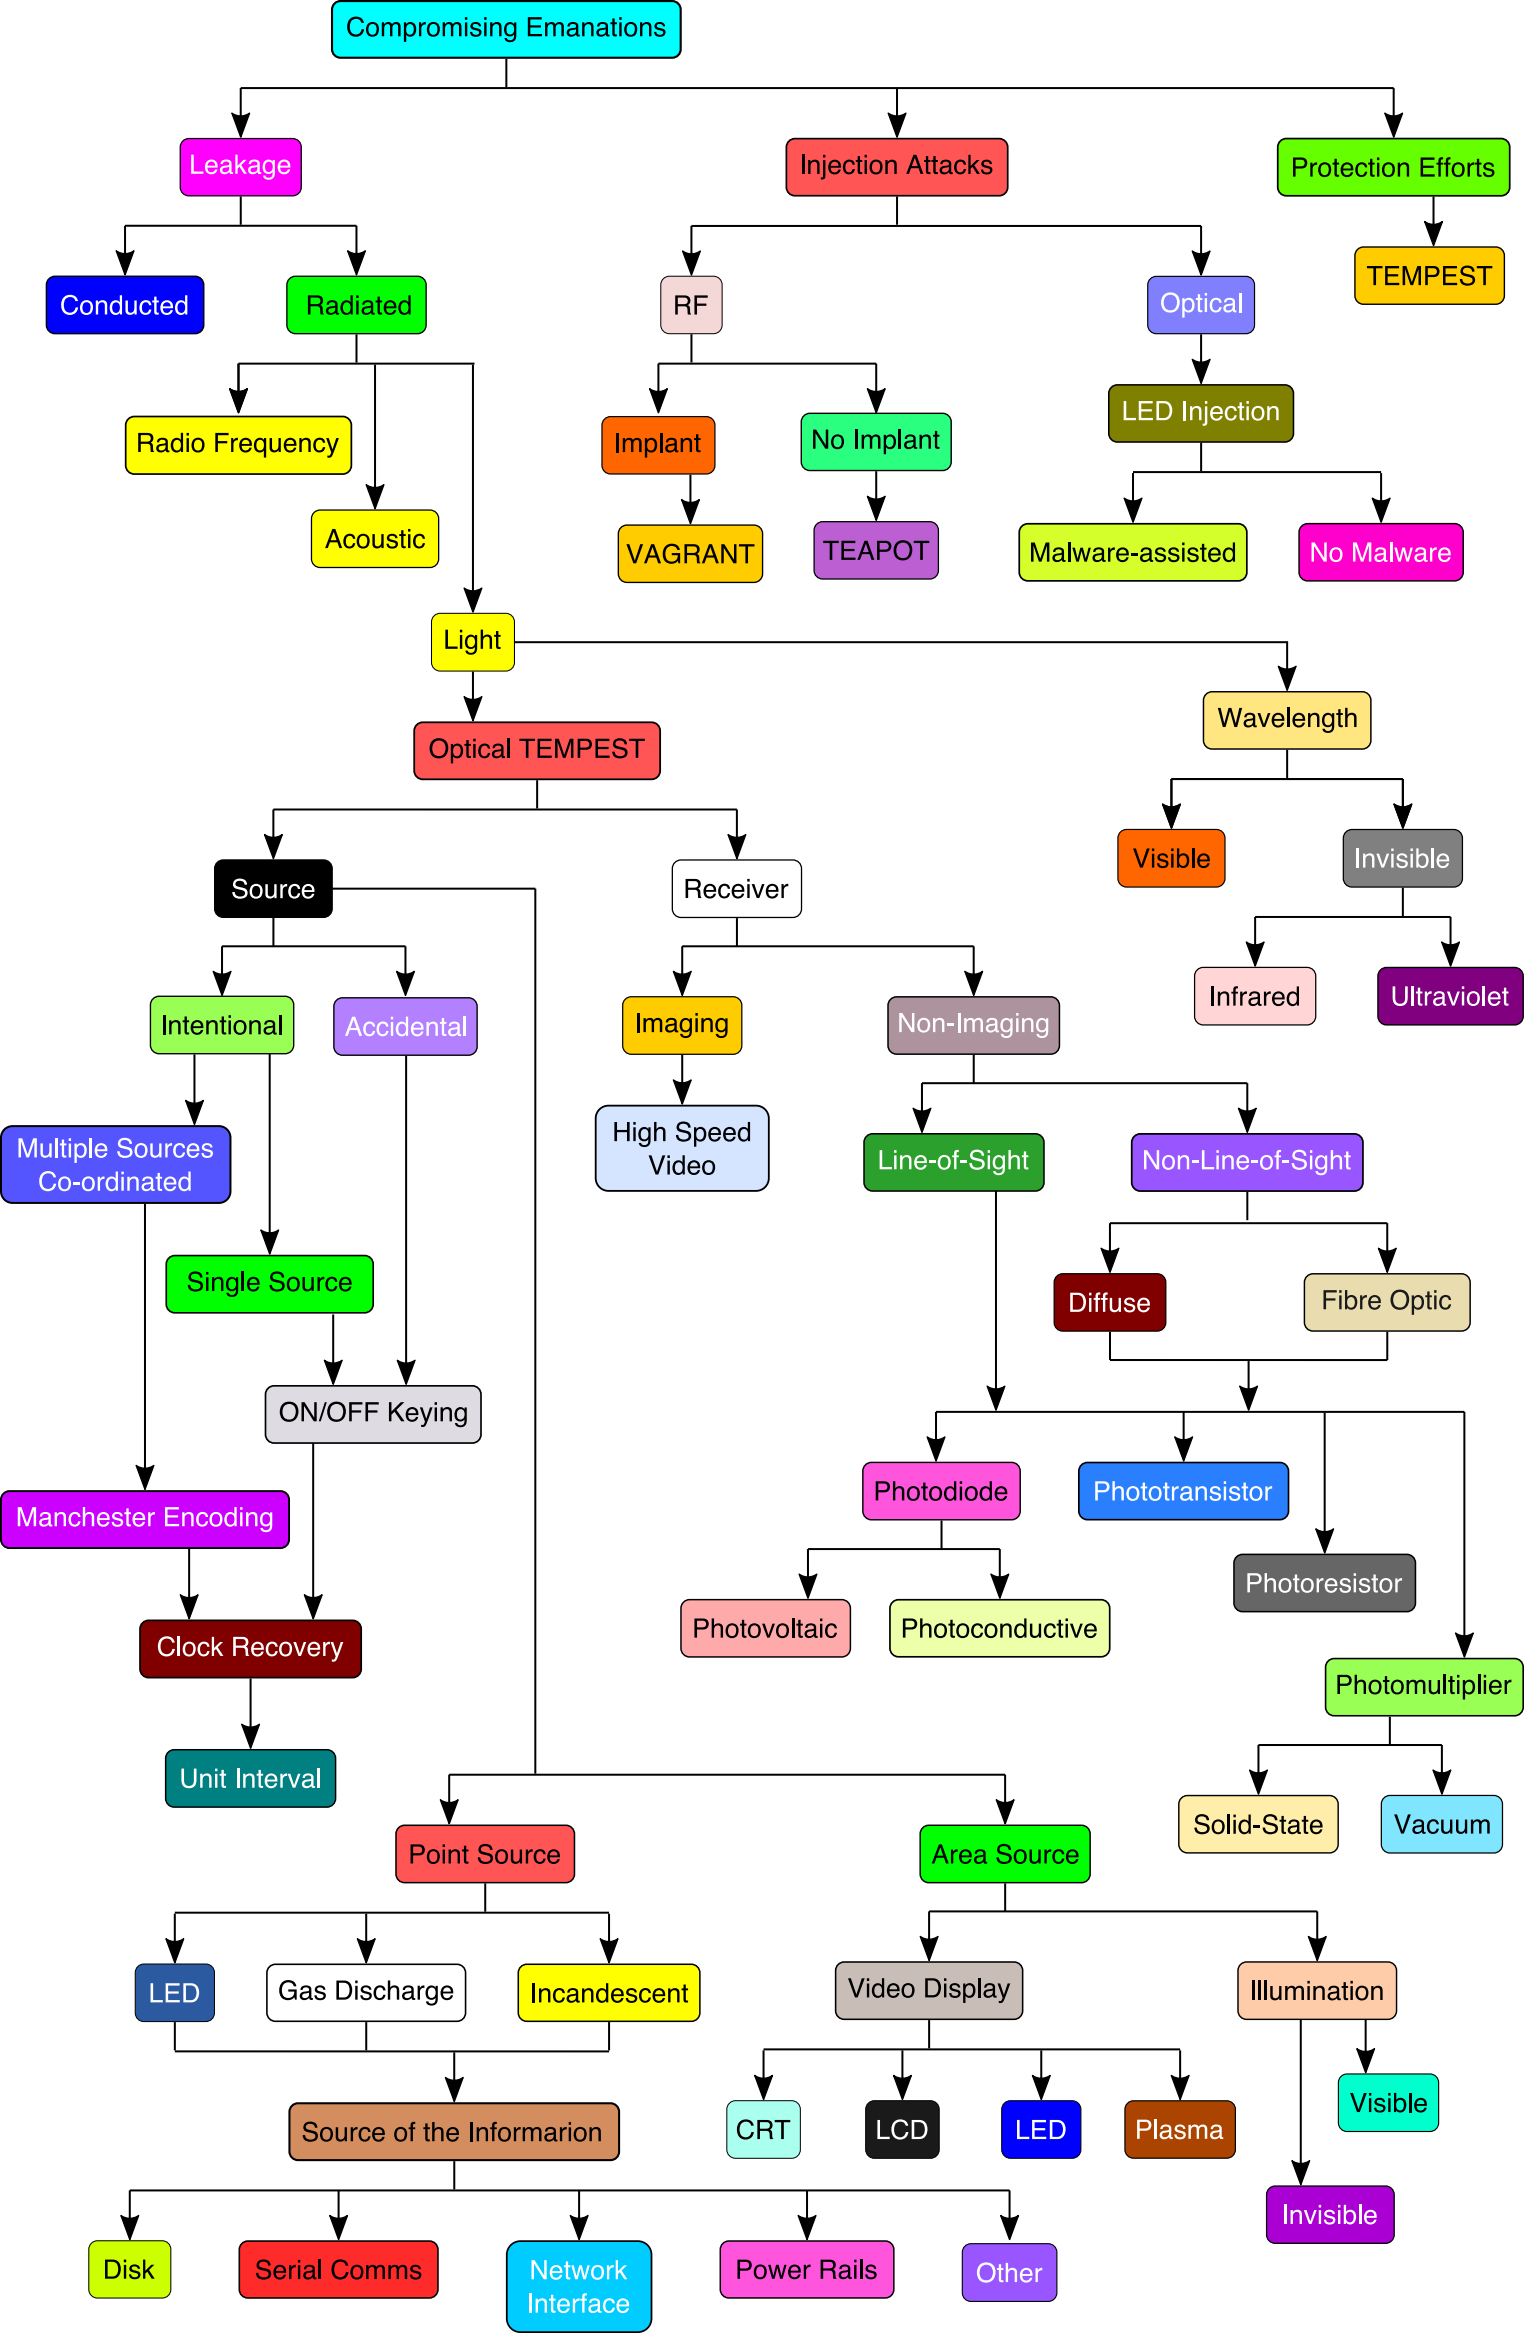 Compromising Emanations
Leakage
Injection Attacks
Protection Efforts
Conducted
Radiated
RF
Optical
TEMPEST
Radio Frequency
Implant
No Implant
LED Injection
Acoustic
VAGRANT
TEAPOT
Malware-assisted
No Malware
Light
Optical TEMPEST
Wavelength
Source
Receiver
Visible
Invisible
Intentional
Accidental
Imaging
Non-Imaging
Infrared
Ultraviolet
Multiple Sources
Co-ordinated
High Speed
Video
Line-of-Sight
Non-Line-of-Sight
Single Source
Diffuse
Fibre Optic
ON/OFF Keying
Manchester Encoding
Photodiode
Phototransistor
Photoresistor
Clock Recovery
Photovoltaic
Photoconductive
Photomultiplier
Unit Interval
Solid-State
Vacuum
Point Source
Area Source
LED
Gas Discharge
Incandescent
Video Display
Illumination
Source of the Informarion
CRT
LCD
LED
Plasma
Visible
Invisible
Disk
Serial Comms
Network
Interface
Power Rails
Other